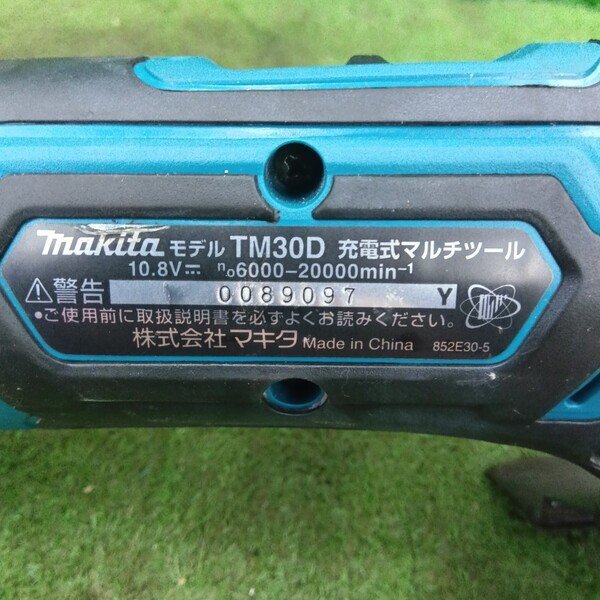 makita モデル TM30D 充電式マルチツール
10.8V⎓ n₀6000-20000min⁻¹
⚠警告 0089097 Y
●ご使用前に取扱説明書を必ずよくお読みください。
株式会社マキタ Made in China 852E30-5